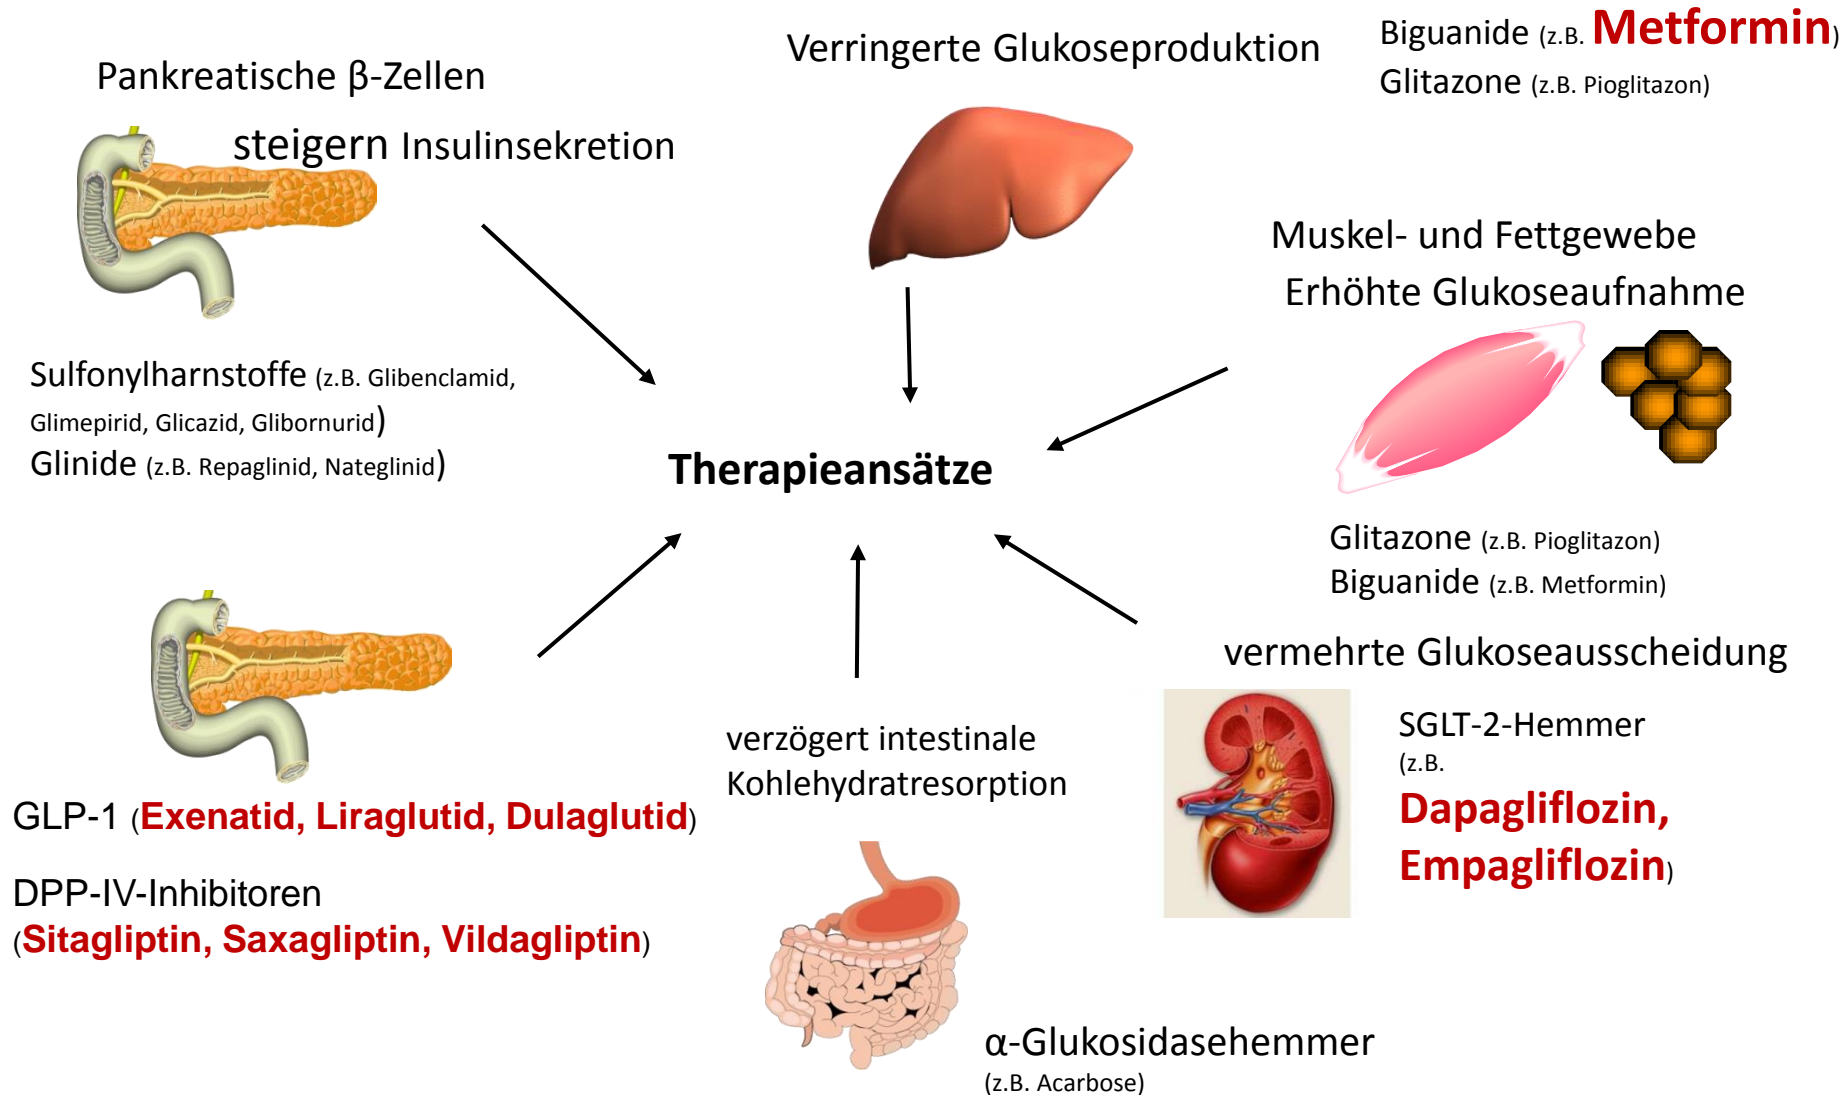 Pankreatische β-Zellen
steigern Insulinsekretion
Sulfonylharnstoffe (z.B. Glibenclamid,
Glimepirid, Glicazid, Glibornurid)
Glinide (z.B. Repaglinid, Nateglinid)
Verringerte Glukoseproduktion
Biguanide (z.B. Metformin)
Glitazone (z.B. Pioglitazon)
Muskel- und Fettgewebe
Erhöhte Glukoseaufnahme
Glitazone (z.B. Pioglitazon)
Biguanide (z.B. Metformin)
Therapieansätze
GLP-1 (Exenatid, Liraglutid, Dulaglutid)
DPP-IV-Inhibitoren
(Sitagliptin, Saxagliptin, Vildagliptin)
verzögert intestinale
Kohlehydratresorption
α-Glukosidasehemmer
(z.B. Acarbose)
vermehrte Glukoseausscheidung
SGLT-2-Hemmer
(z.B.
Dapagliflozin,
Empagliflozin)